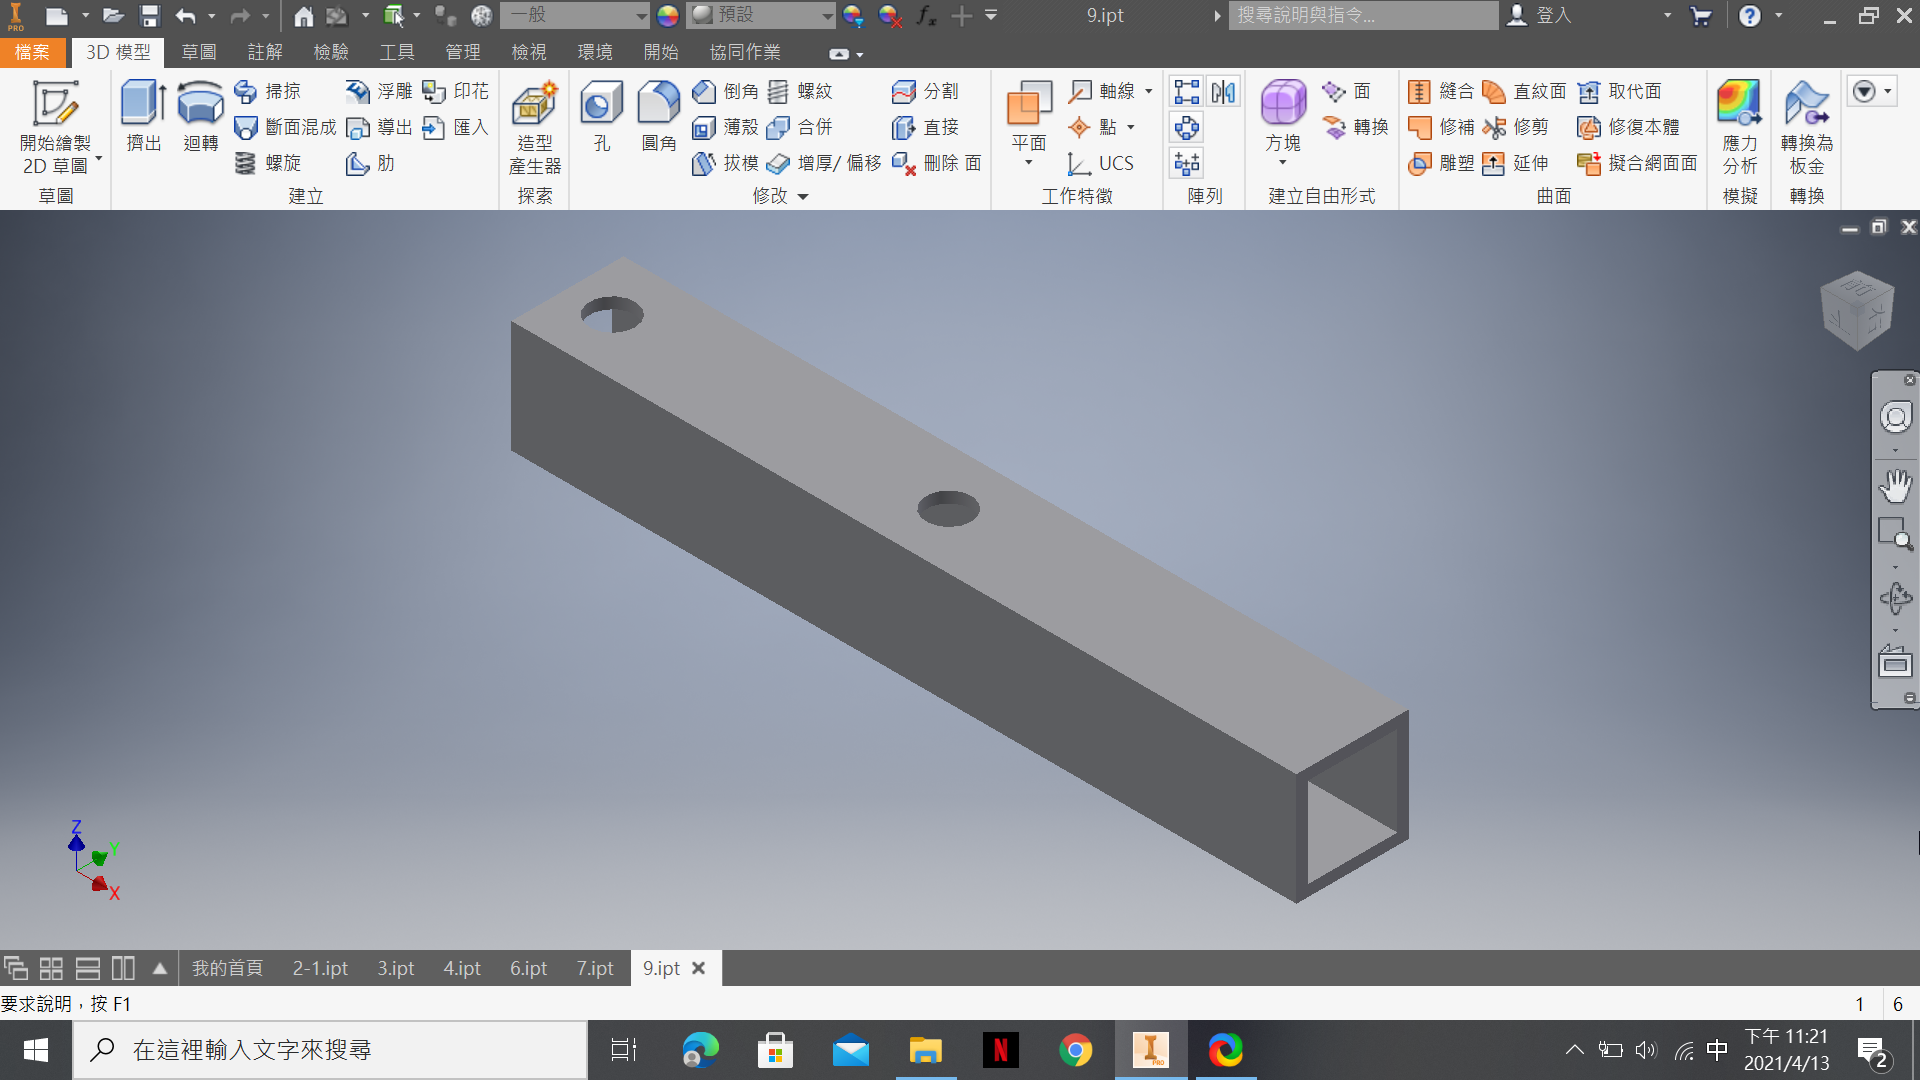 PRO 一般 預設 fx 9.ipt 搜尋說明與指令... 登入
檔案 3D 模型 草圖 註解 檢驗 工具 管理 檢視 環境 開始 協同作業
掃掠 浮雕 印花 倒角 螺紋 分割 軸線 面 縫合 直紋面 取代面
開始繪製 擠出 迴轉 斷面混成 導出 匯入 造型 孔 圓角 薄殼 合併 直接 平面 點 方塊 轉換 修補 修剪 修復本體 應力 轉換為
2D 草圖 螺旋 肋 產生器 拔模 增厚/ 偏移 刪除 面 UCS 雕塑 延伸 擬合網面面 分析 板金
草圖 建立 探索 修改 工作特徵 陣列 建立自由形式 曲面 模擬 轉換
Z
Y
X
我的首頁 2-1.ipt 3.ipt 4.ipt 6.ipt 7.ipt 9.ipt
要求說明，按 F1 1 6
在這裡輸入文字來搜尋 N I PRO 中 下午 11:21
2021/4/13 2